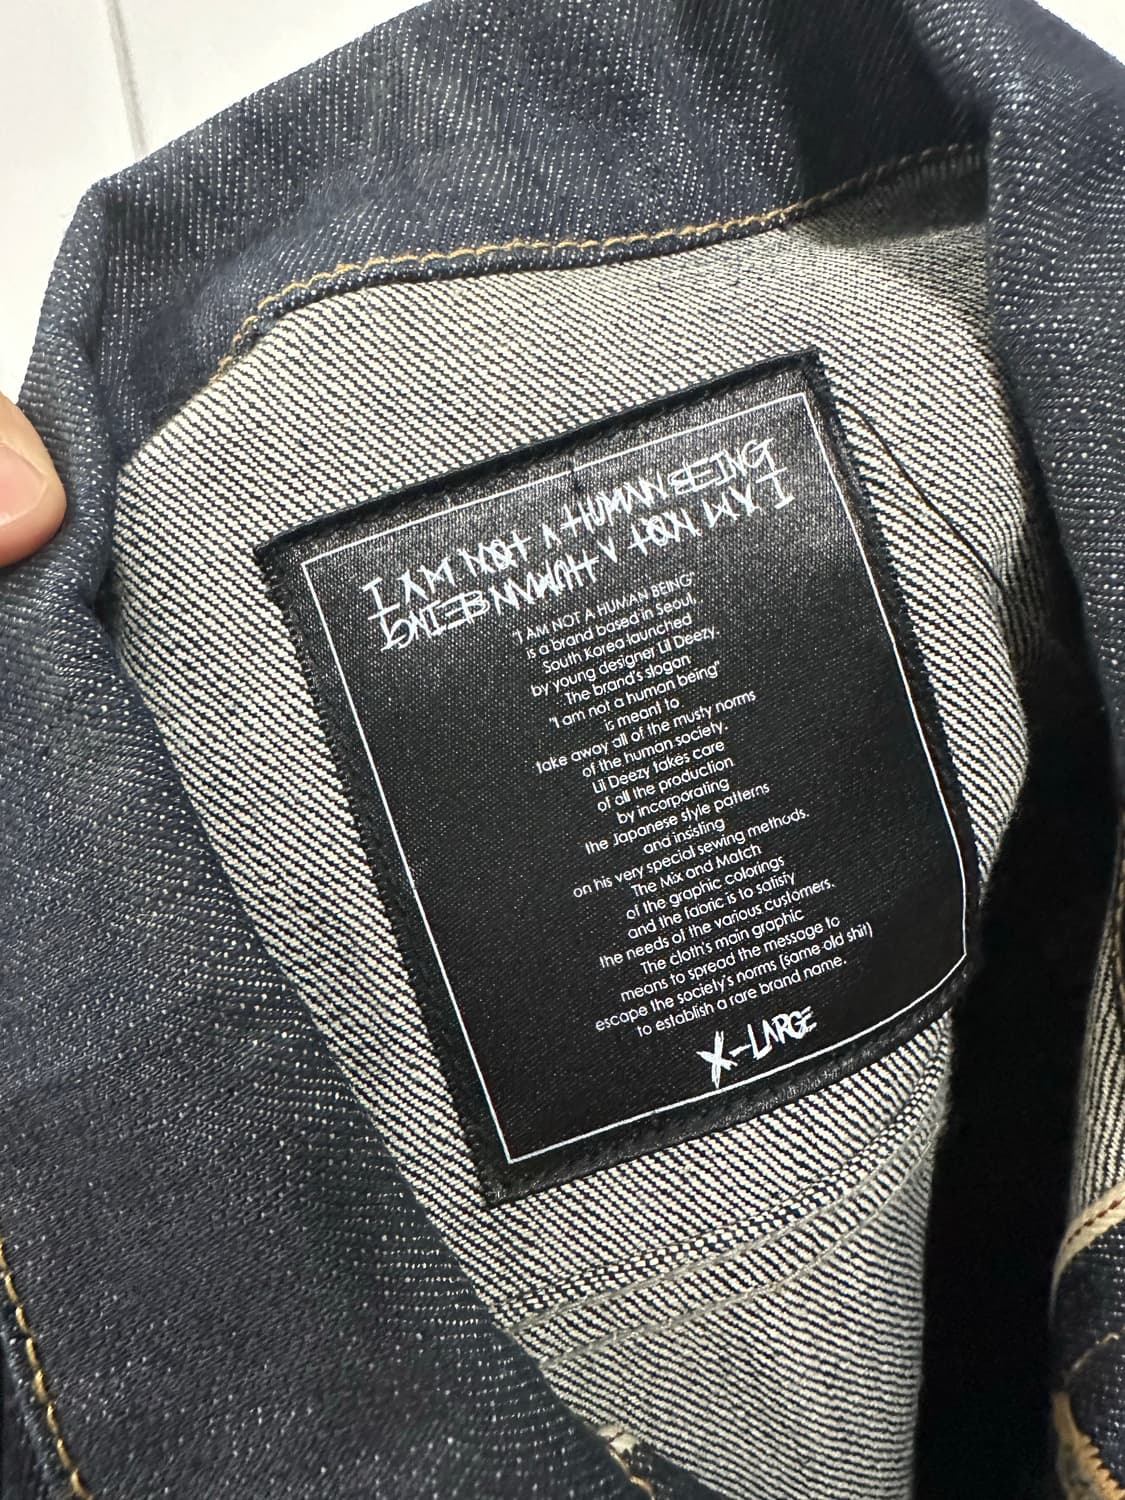 I AM NOT A HUMAN BEING
I AM NOT A HUMAN BEING
"I AM NOT A HUMAN BEING"
is a brand based in Seoul,
South Korea launched
by young designer Lil Deezy.
The brand's slogan
"I am not a human being"
is meant to
take away all of the musty norms
of the human society.
Lil Deezy takes care
of all the production
by incorporating
the Japanese style patterns
and insisting
on his very special sewing methods.
The Mix and Match
of the graphic colorings
and the fabric is to satisfy
the needs of the various customers.
The cloth's main graphic
means to spread the message to
escape the society's norms (same old shit)
to establish a rare brand name.
X-LARGE